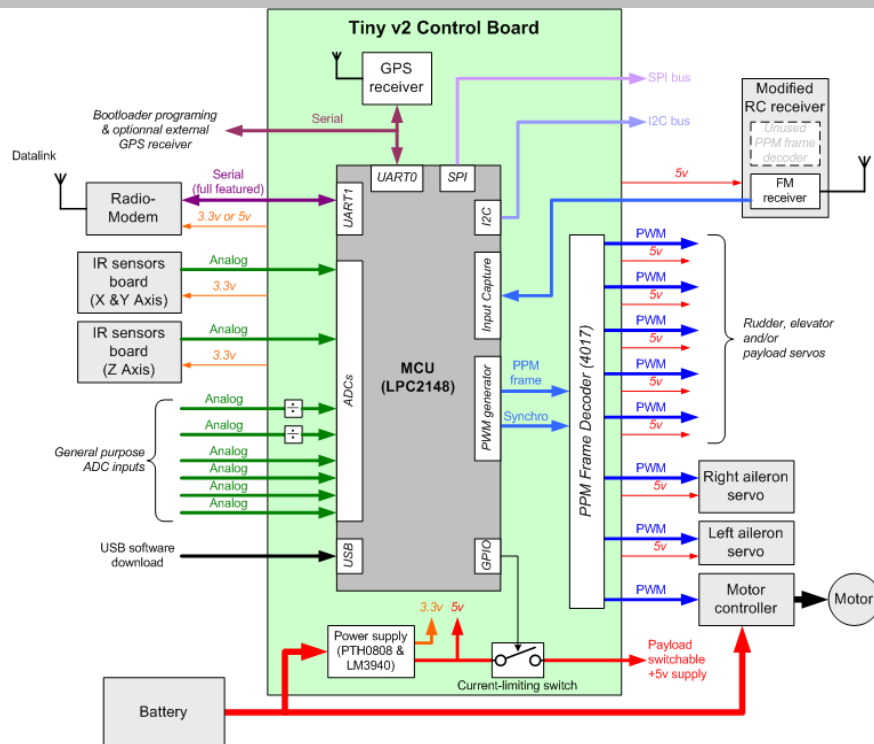 Tiny v2 Control Board
GPS
receiver
SPI bus
Modified
RC receiver
Unused
PPM frame
decoder
Bootloader programing
& optionnal external
GPS receiver
Serial
I2C bus
Datalink
Serial
(full featured)
UART0
SPI
5v
FM
receiver
Radio-
Modem
UART1
I2C
3.3v or 5v
PWM
5v
IR sensors
board
(X &Y Axis)
Analog
3.3v
Input Capture
PWM
5v
IR sensors
board
(Z Axis)
Analog
3.3v
MCU
(LPC2148)
ADCs
PWM generator
PPM
frame
Synchro
PPM Frame Decoder (4017)
PWM
5v
PWM
5v
PWM
5v
Rudder, elevator
and/or
payload servos
General purpose
ADC inputs
Analog
÷
Analog
÷
Analog
Analog
Analog
Analog
PWM
5v
Right aileron
servo
USB software
download
USB
GPIO
PWM
5v
Left aileron
servo
PWM
Motor
controller
Motor
3.3v
5v
Power supply
(PTH0808 &
LM3940)
Current-limiting switch
Payload
switchable
+5v supply
Battery